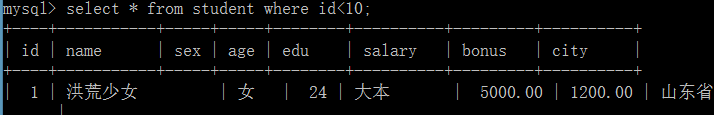 mysql> select * from student where id<10;
+----+-----------+-----+-----+--------+----------+---------+----------+
| id | name      | sex | age | edu    | salary   | bonus   | city     |
+----+-----------+-----+-----+--------+----------+---------+----------+
|  1 | 洪荒少女      | 女   |  24 | 大本     |  5000.00 | 1200.00 | 山东省
     |